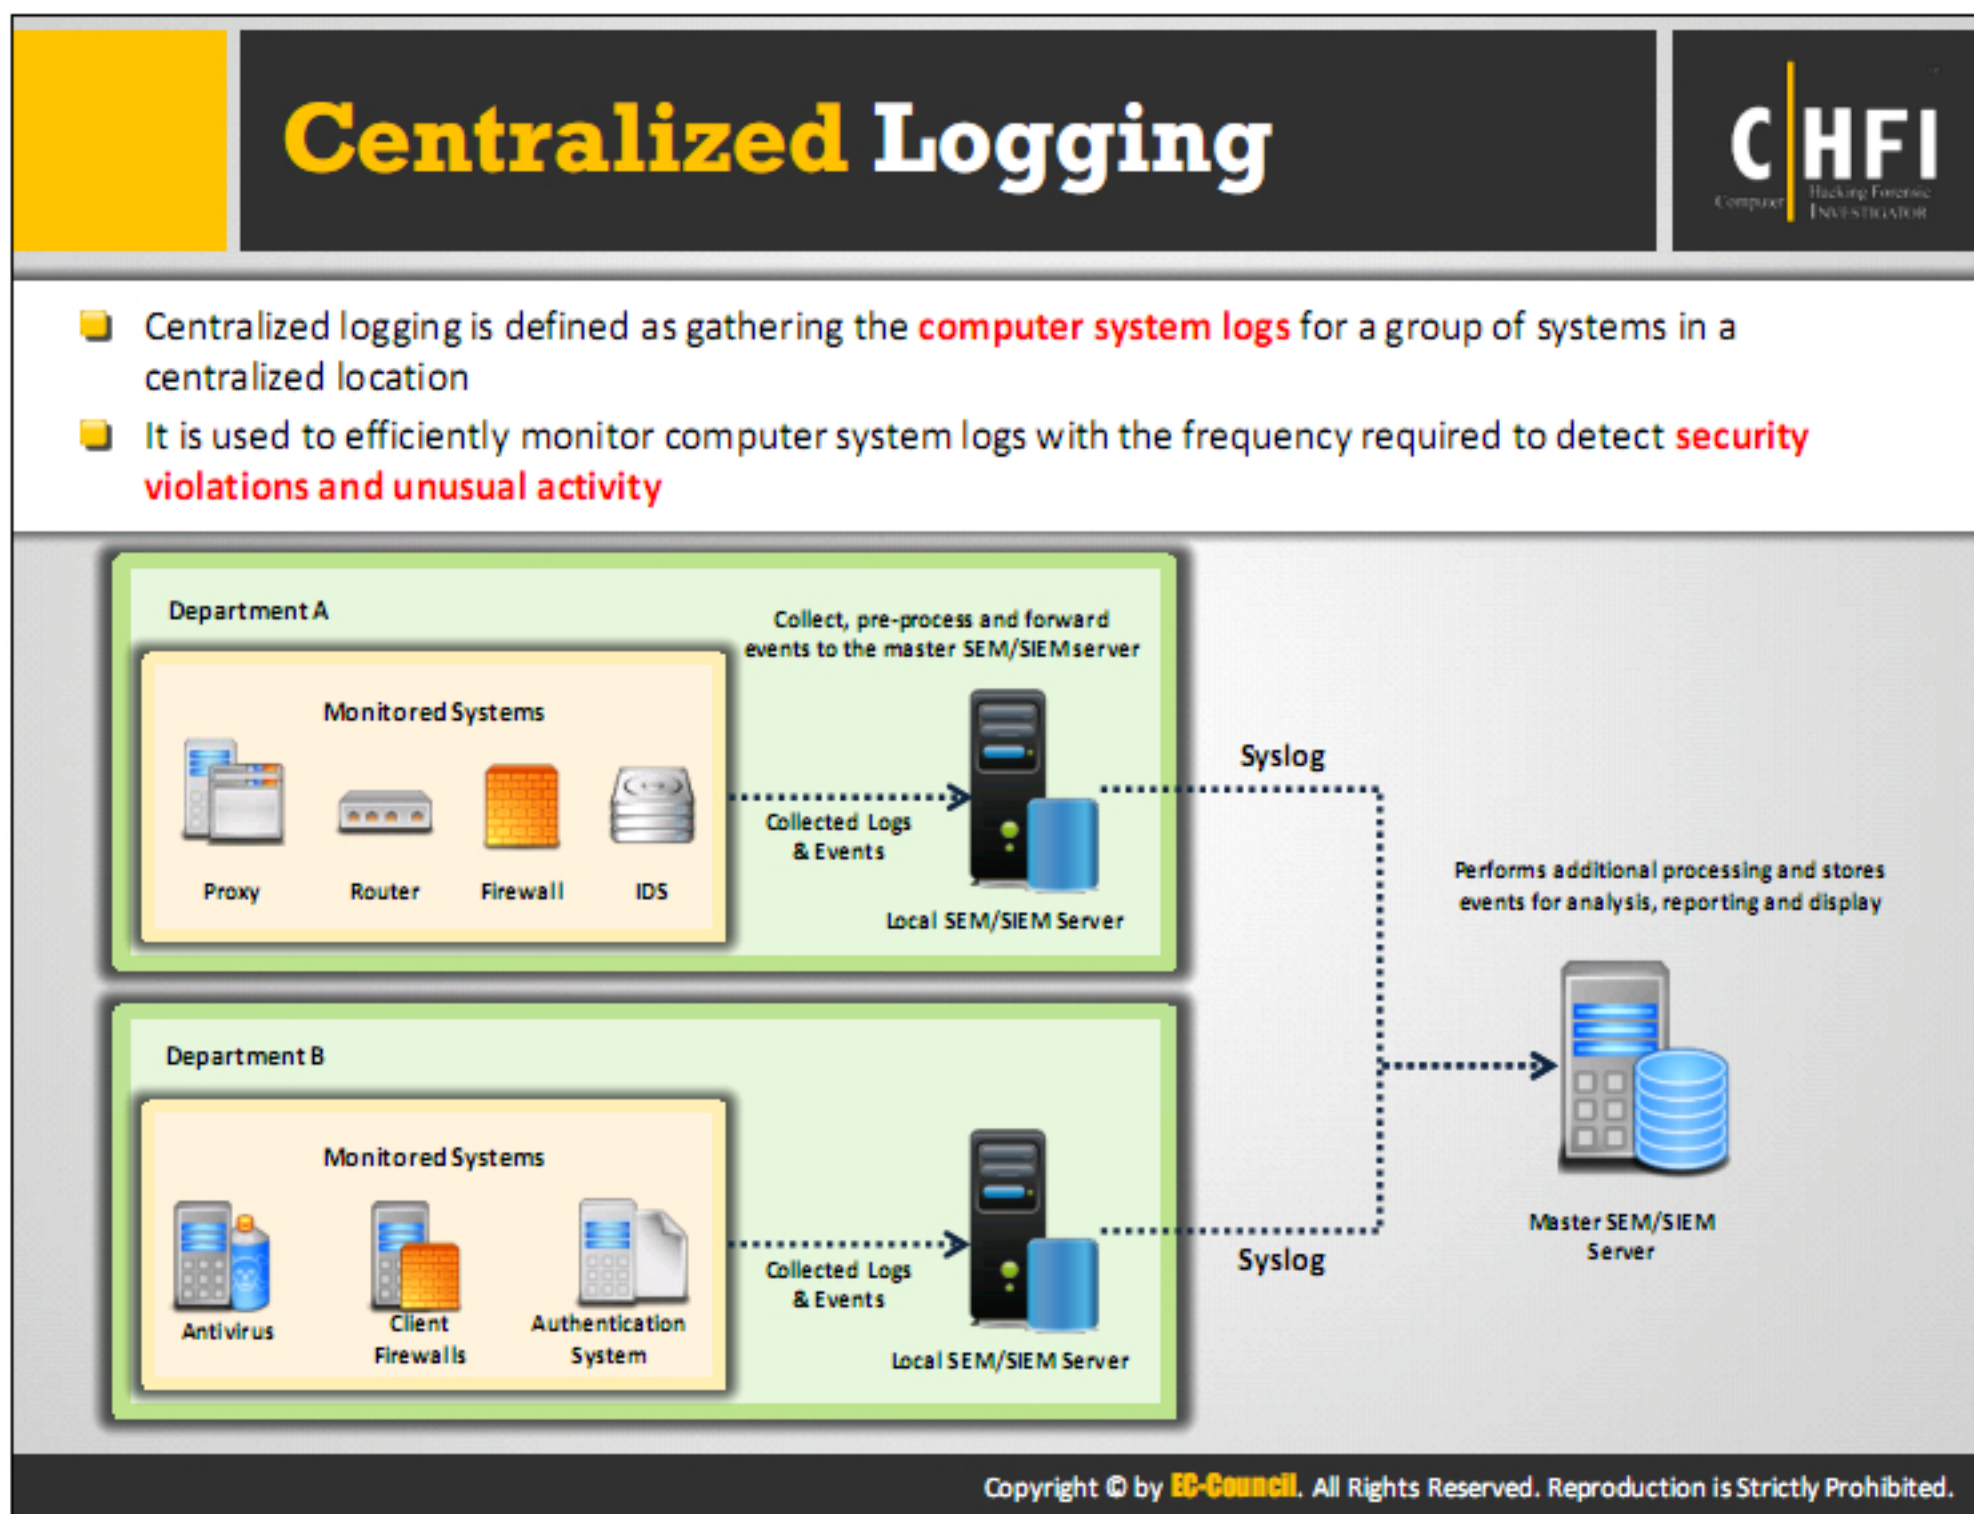 Centralized Logging
C HFI
Computer
Hacking Forensic
INVESTIGATOR
Centralized logging is defined as gathering the computer system logs for a group of systems in a
centralized location
It is used to efficiently monitor computer system logs with the frequency required to detect security
violations and unusual activity
Department A
Collect, pre-process and forward
events to the master SEM/SIEM server
Monitored Systems
Proxy
Router
Firewall
IDS
Collected Logs
& Events
Local SEM/SIEM Server
Syslog
Performs additional processing and stores
events for analysis, reporting and display
Master SEM/SIEM
Server
Department B
Monitored Systems
Antivirus
Client
Firewalls
Authentication
System
Collected Logs
& Events
Local SEM/SIEM Server
Syslog
Copyright © by EC-Council. All Rights Reserved. Reproduction is Strictly Prohibited.